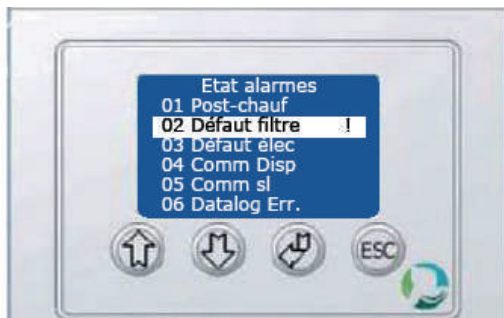 Etat alarmes
01 Post-chauf
02 Défaut filtre !
03 Défaut élec
04 Comm Disp
05 Comm sl
06 Datalog Err.
ESC